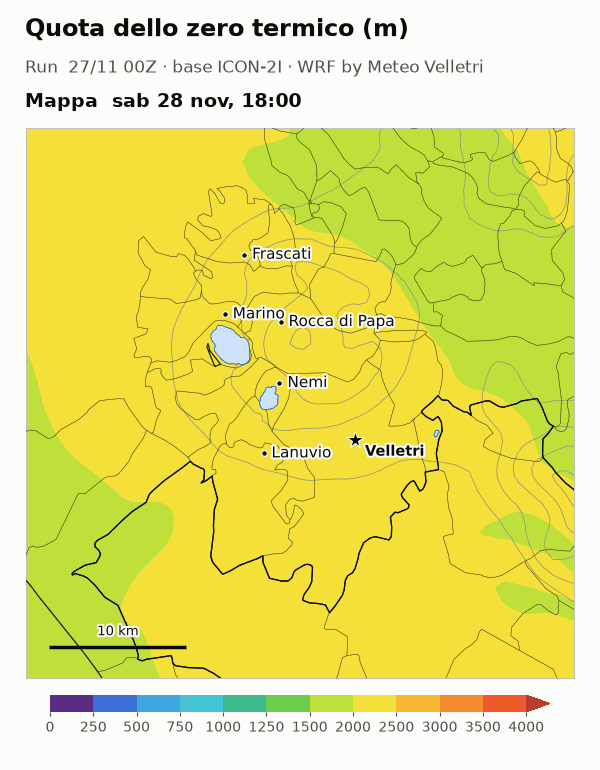 Quota dello zero termico (m)
Run 27/11 00Z · base ICON-2I · WRF by Meteo Velletri
Mappa sab 28 nov, 18:00
Frascati
Marino
Rocca di Papa
Nemi
Velletri
Lanuvio
10 km
0 250 500 750 1000 1250 1500 2000 2500 3000 3500 4000